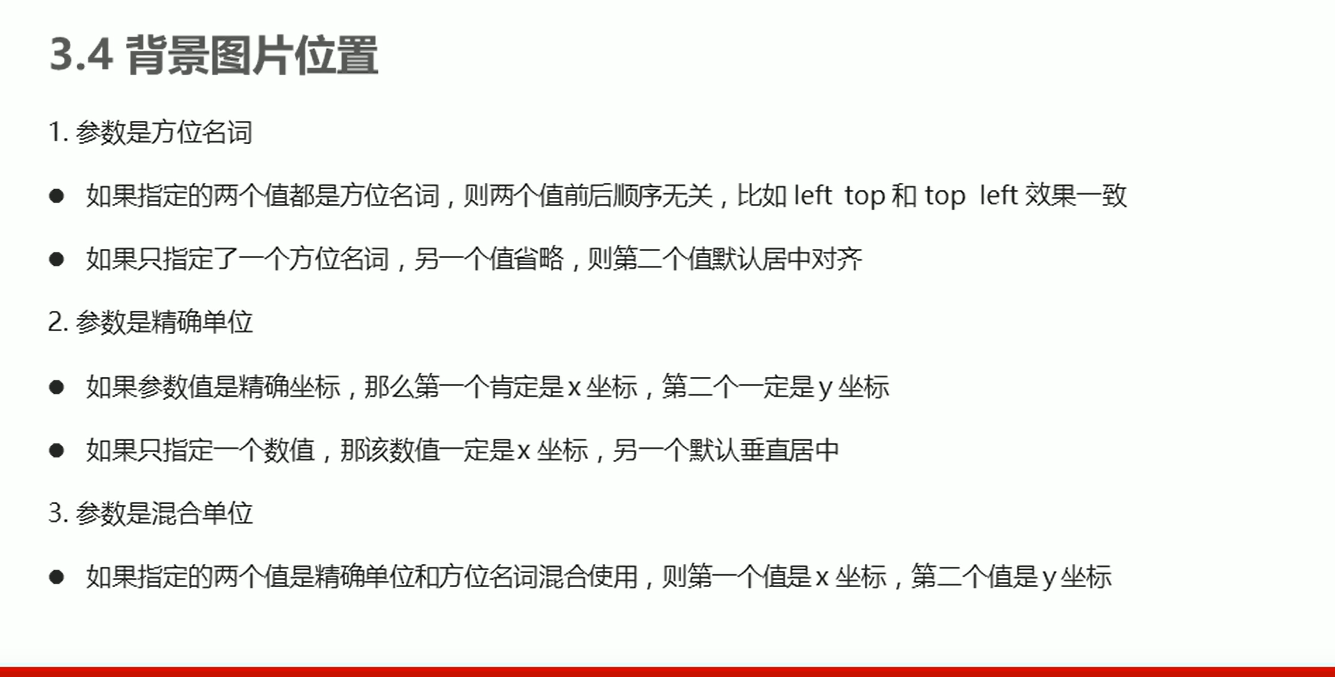 3.4 背景图片位置
1. 参数是方位名词
● 如果指定的两个值都是方位名词，则两个值前后顺序无关，比如 left top 和 top left 效果一致
● 如果只指定了一个方位名词，另一个值省略，则第二个值默认居中对齐
2. 参数是精确单位
● 如果参数值是精确坐标，那么第一个肯定是 x 坐标，第二个一定是 y 坐标
● 如果只指定一个数值，那该数值一定是 x 坐标，另一个默认垂直居中
3. 参数是混合单位
● 如果指定的两个值是精确单位和方位名词混合使用，则第一个值是 x 坐标，第二个值是 y 坐标